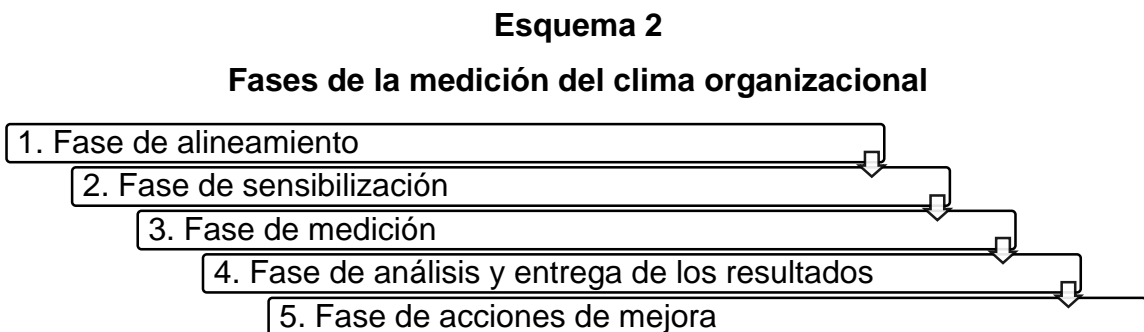 Esquema 2
Fases de la medición del clima organizacional
1. Fase de alineamiento
2. Fase de sensibilización
3. Fase de medición
4. Fase de análisis y entrega de los resultados
5. Fase de acciones de mejora